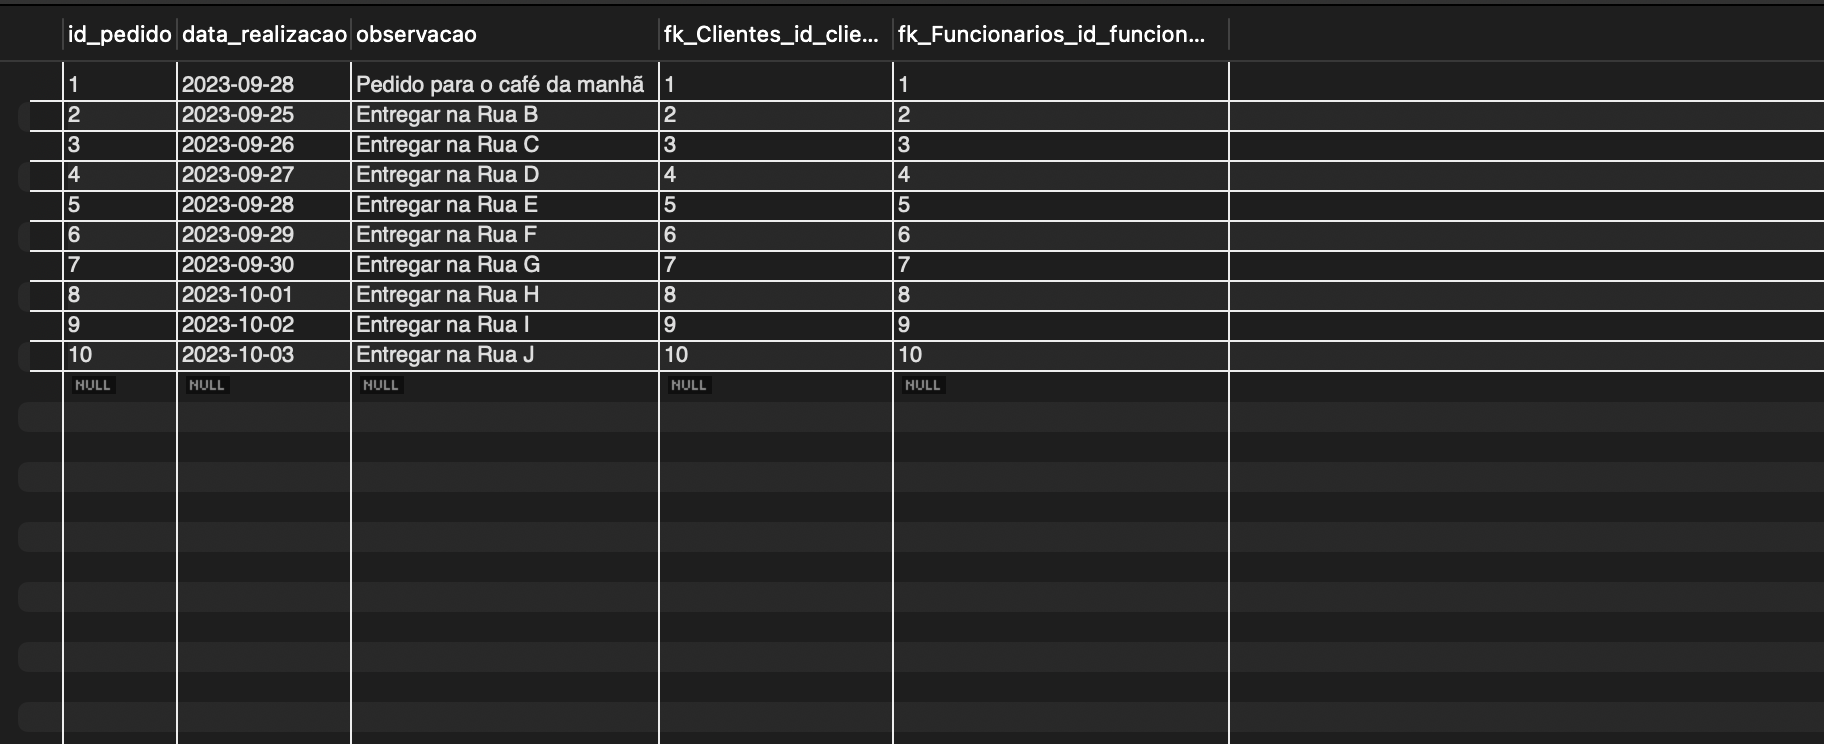 id_pedido data_realizacao observacao fk_Clientes_id_clie... fk_Funcionarios_id_funcion...
1 2023-09-28 Pedido para o café da manhã 1 1
2 2023-09-25 Entregar na Rua B 2 2
3 2023-09-26 Entregar na Rua C 3 3
4 2023-09-27 Entregar na Rua D 4 4
5 2023-09-28 Entregar na Rua E 5 5
6 2023-09-29 Entregar na Rua F 6 6
7 2023-09-30 Entregar na Rua G 7 7
8 2023-10-01 Entregar na Rua H 8 8
9 2023-10-02 Entregar na Rua I 9 9
10 2023-10-03 Entregar na Rua J 10 10
NULL NULL NULL NULL NULL